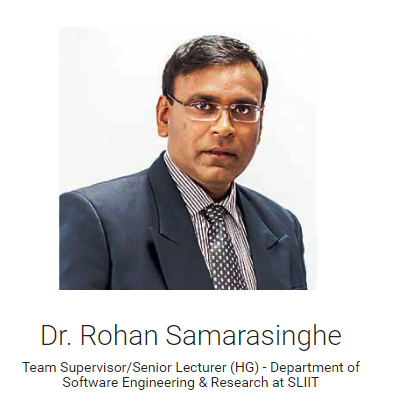 Dr. Rohan Samarasinghe
Team Supervisor/Senior Lecturer (HG) - Department of
Software Engineering & Research at SLIIT